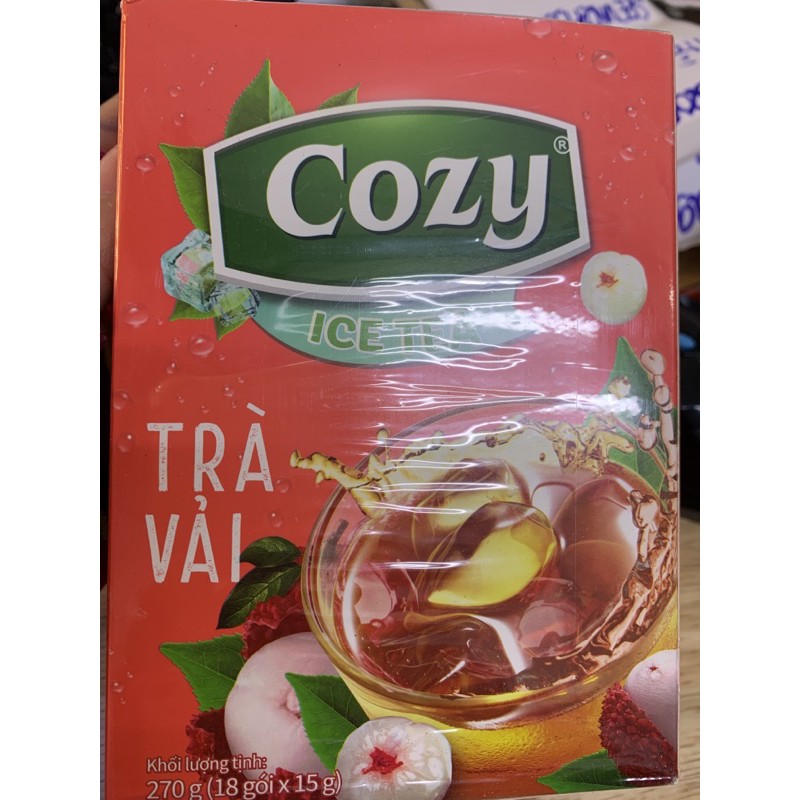 Cozy®
ICE TEA
TRÀ
VẢI
Khối lượng tịnh:
270 g (18 gói x 15 g)